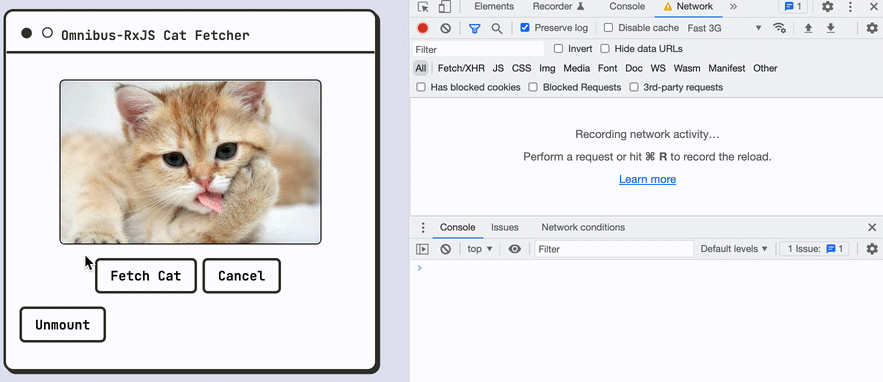 Omnibus-RxJS Cat Fetcher
Fetch Cat Cancel
Unmount
Elements Recorder Console Network 1
Preserve log Disable cache Fast 3G
Filter Invert Hide data URLs
All Fetch/XHR JS CSS Img Media Font Doc WS Wasm Manifest Other
Has blocked cookies Blocked Requests 3rd-party requests
Recording network activity…
Perform a request or hit ⌘ R to record the reload.
Learn more
Console Issues Network conditions
top Filter Default levels 1 Issue: 1